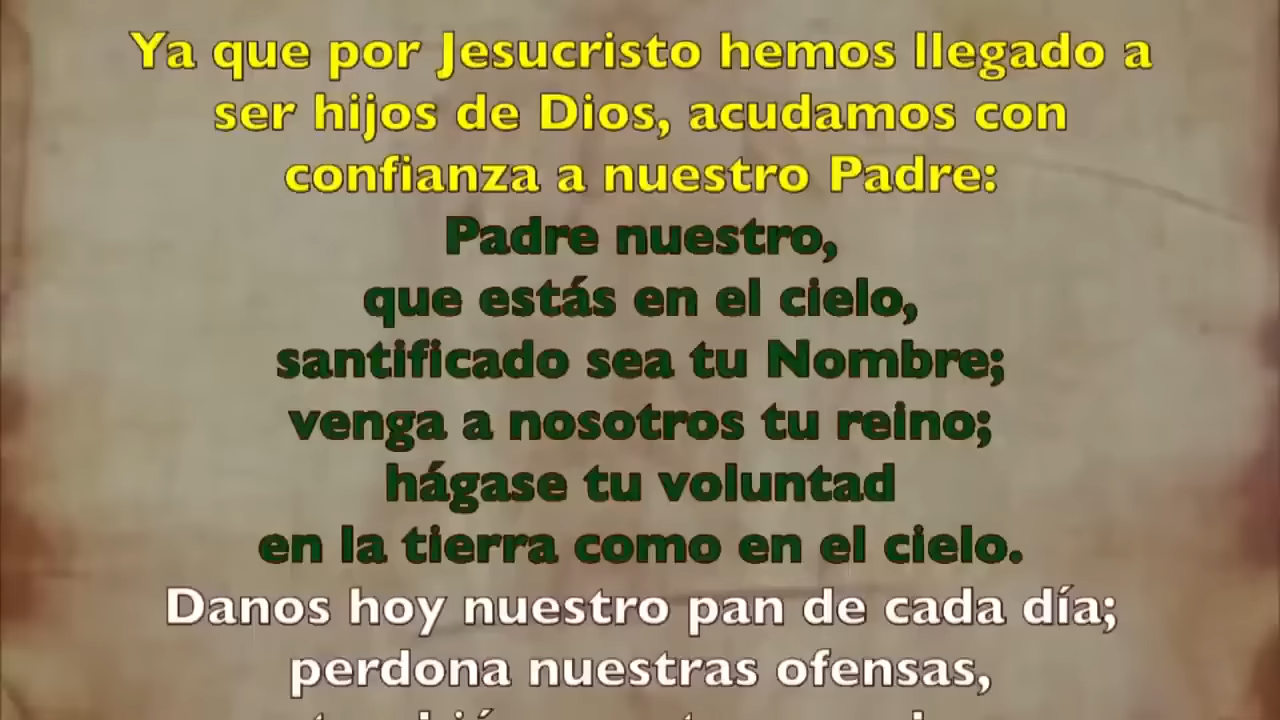 Ya que por Jesucristo hemos llegado a
ser hijos de Dios, acudamos con
confianza a nuestro Padre:
Padre nuestro,
que estás en el cielo,
santificado sea tu Nombre;
venga a nosotros tu reino;
hágase tu voluntad
en la tierra como en el cielo.
Danos hoy nuestro pan de cada día;
perdona nuestras ofensas,